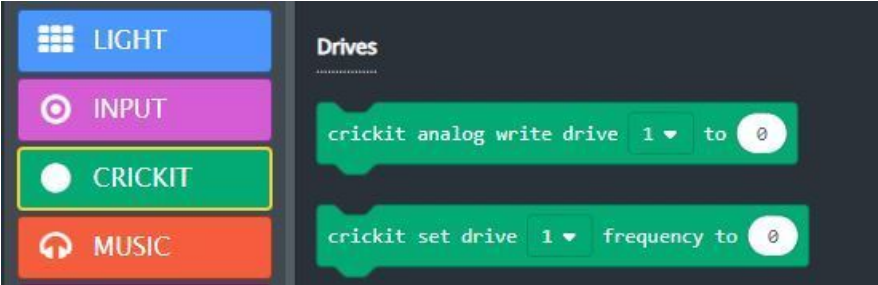 LIGHT
INPUT
CRICKIT
MUSIC
Drives
crickit analog write drive 1 to 0
crickit set drive 1 frequency to 0